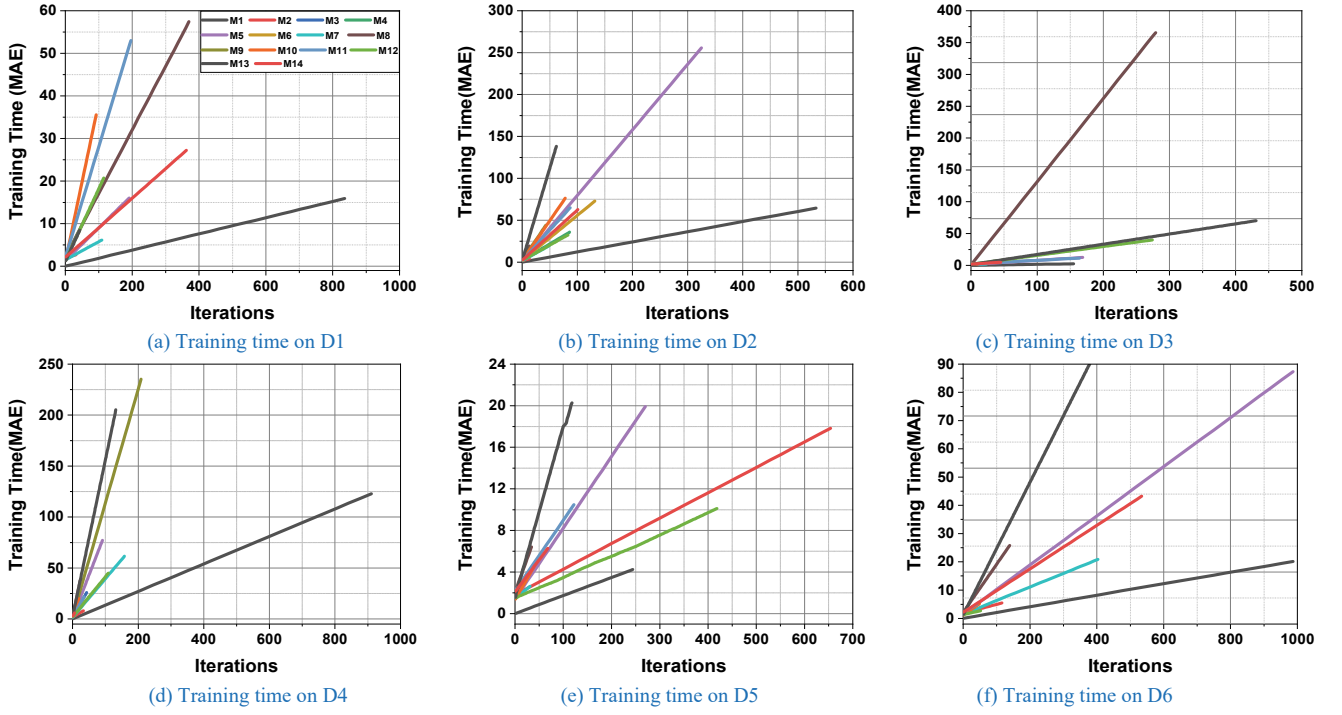 Training Time (MAE)
60
50
40
30
20
10
0
M1 M2 M3 M4
M5 M6 M7 M8
M9 M10 M11 M12
M13 M14
0 200 400 600 800 1000
Iterations
(a) Training time on D1
Training Time(MAE)
300
250
200
150
100
50
0
0 100 200 300 400 500 600
Iterations
(b) Training time on D2
Training Time(MAE)
400
350
300
250
200
150
100
50
0
0 100 200 300 400 500
Iterations
(c) Training time on D3
Training Time(MAE)
250
200
150
100
50
0
0 200 400 600 800 1000
Iterations
(d) Training time on D4
Training Time(MAE)
24
20
16
12
8
4
0
0 100 200 300 400 500 600 700
Iterations
(e) Training time on D5
Training Time(MAE)
90
80
70
60
50
40
30
20
10
0
0 200 400 600 800 1000
Iterations
(f) Training time on D6